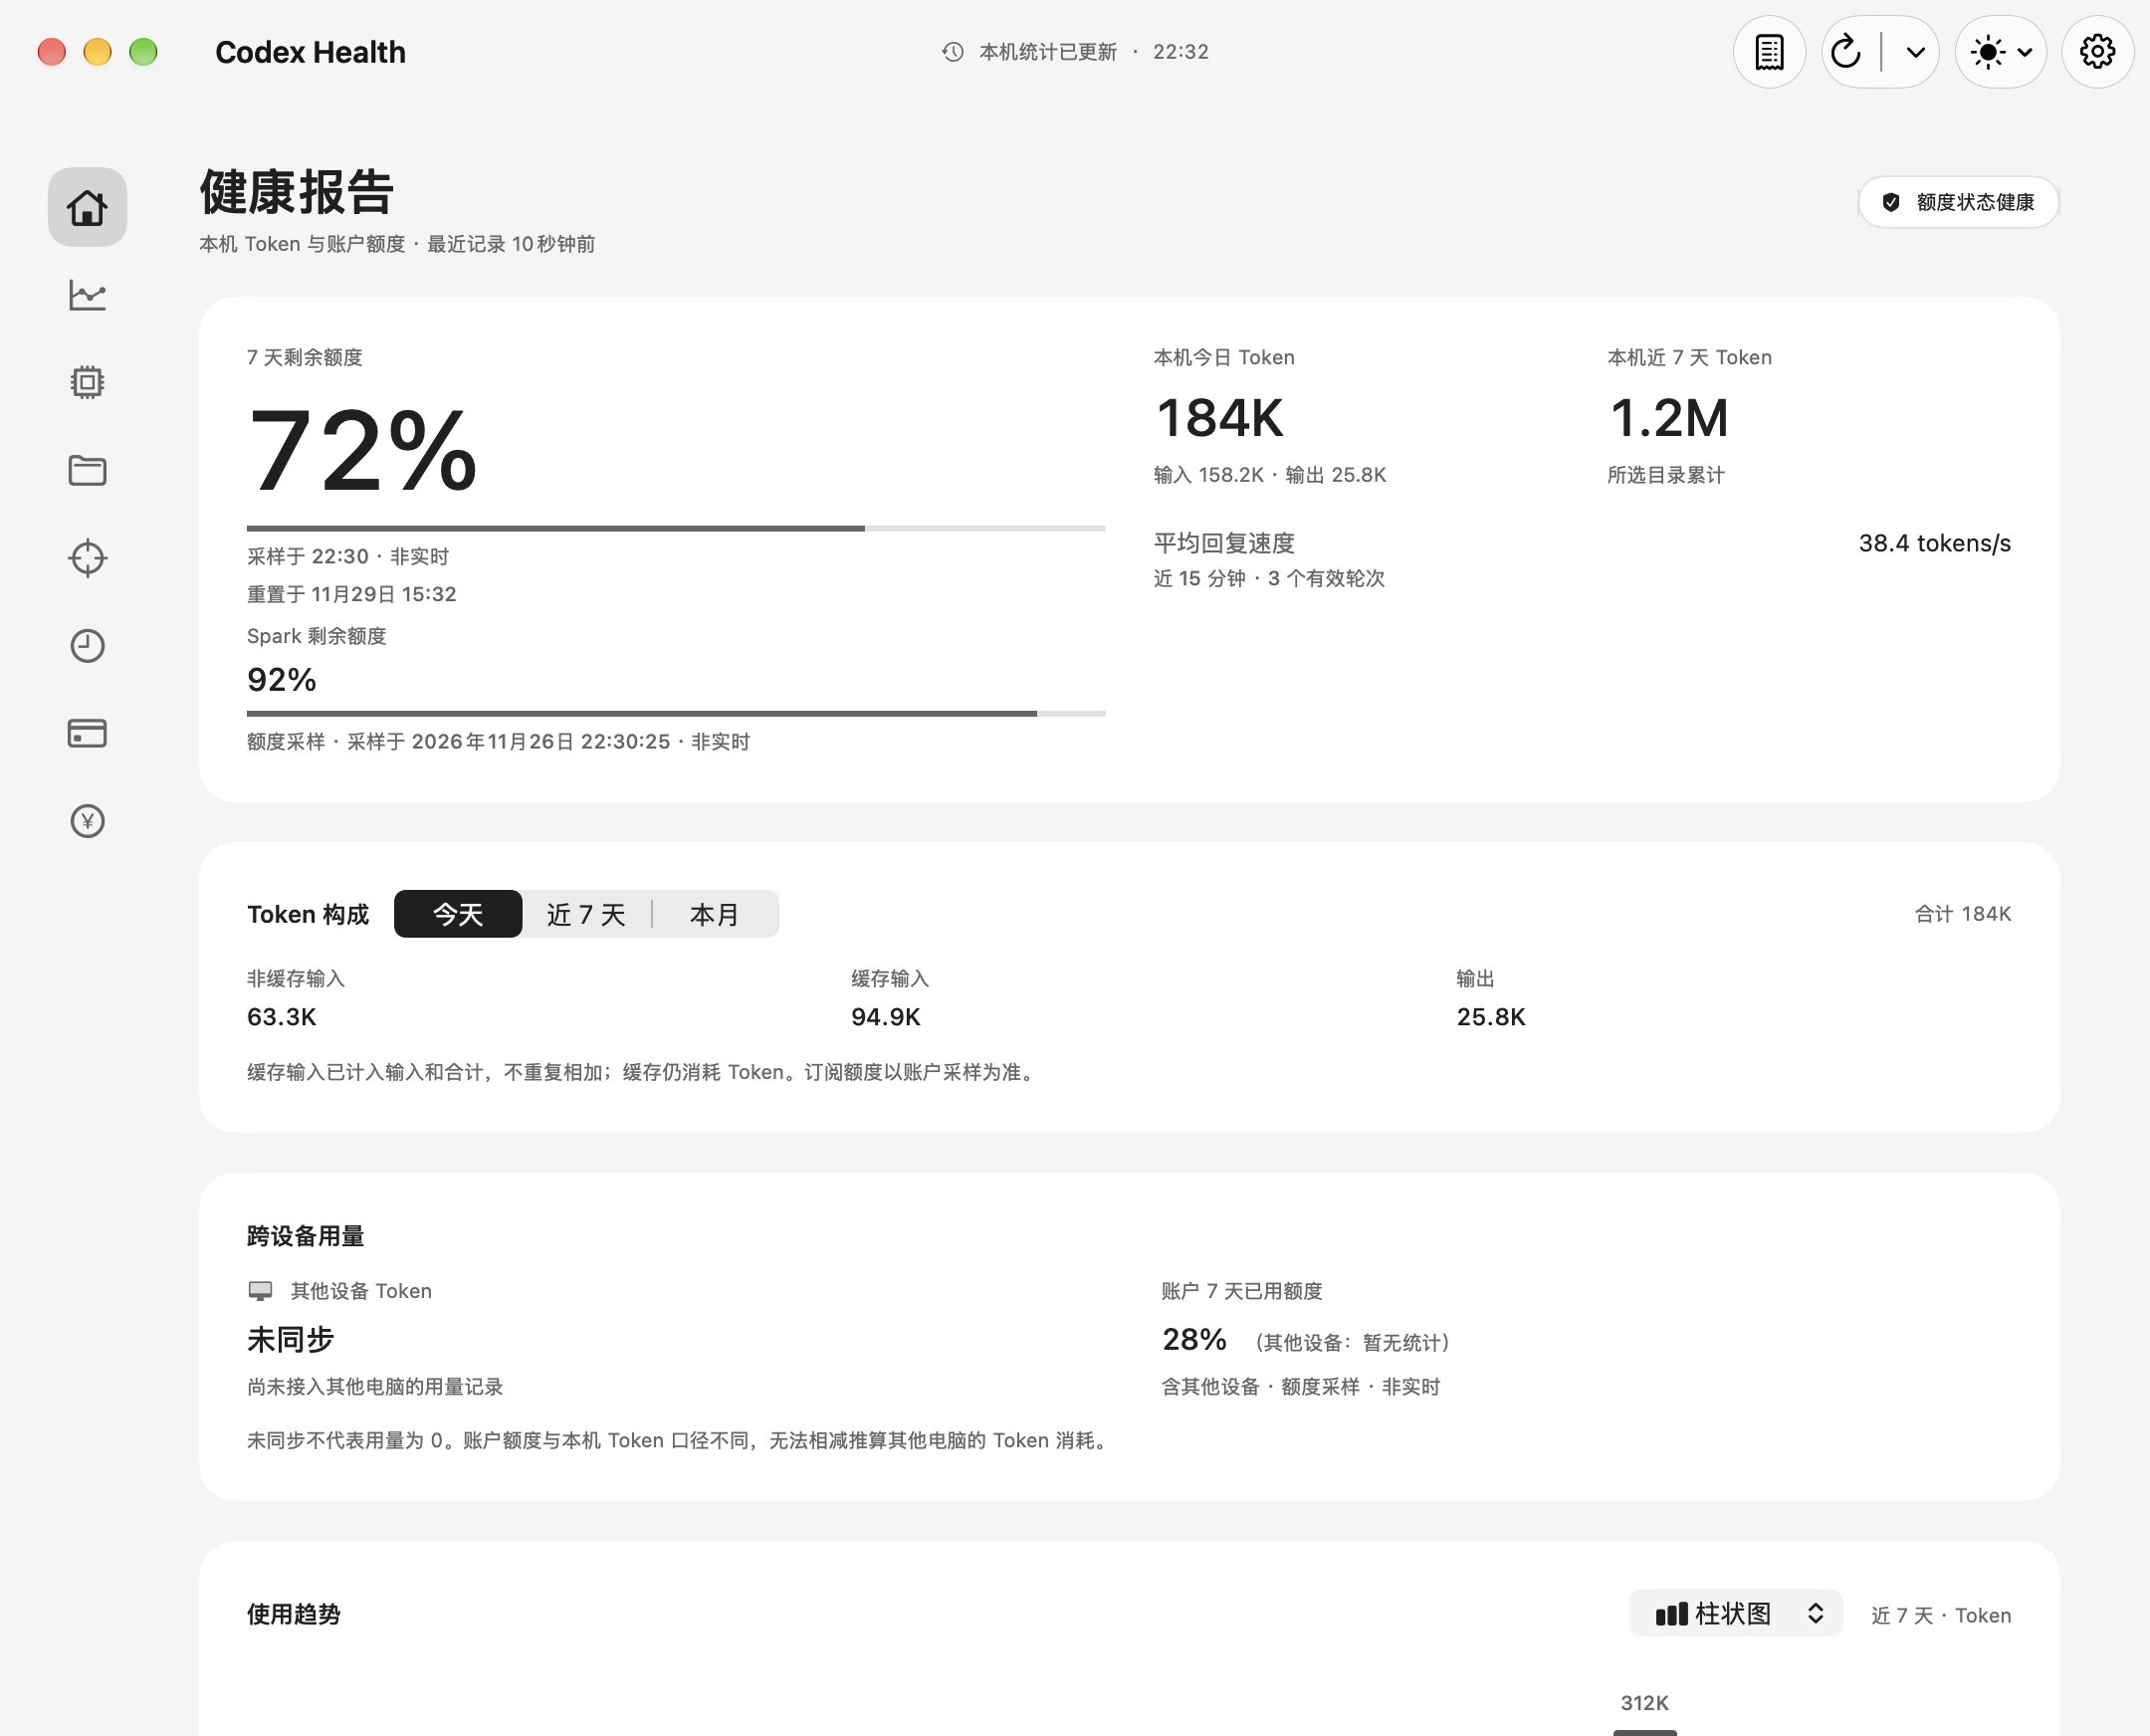 Codex Health
本机统计已更新 · 22:32
健康报告
本机 Token 与账户额度 · 最近记录 10秒钟前
额度状态健康
7 天剩余额度
72%
采样于 22:30 · 非实时
重置于 11月29日 15:32
Spark 剩余额度
92%
额度采样 · 采样于 2026年11月26日 22:30:25 · 非实时
本机今日 Token
184K
输入 158.2K · 输出 25.8K
本机近 7 天 Token
1.2M
所选目录累计
平均回复速度
38.4 tokens/s
近 15 分钟 · 3 个有效轮次
Token 构成
今天
近 7 天
本月
合计 184K
非缓存输入
63.3K
缓存输入
94.9K
输出
25.8K
缓存输入已计入输入和合计，不重复相加；缓存仍消耗 Token。订阅额度以账户采样为准。
跨设备用量
其他设备 Token
未同步
尚未接入其他电脑的用量记录
账户 7 天已用额度
28% （其他设备：暂无统计）
含其他设备 · 额度采样 · 非实时
未同步不代表用量为 0。账户额度与本机 Token 口径不同，无法相减推算其他电脑的 Token 消耗。
使用趋势
柱状图
近 7 天 · Token
312K
¥